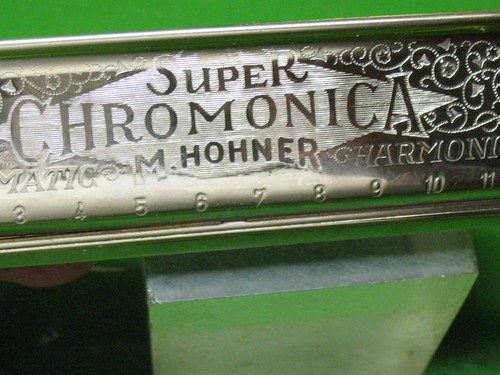 SUPER
CHROMONICA
MATIC M. HOHNER HARMONI
3 4 5 6 7 8 9 10 11